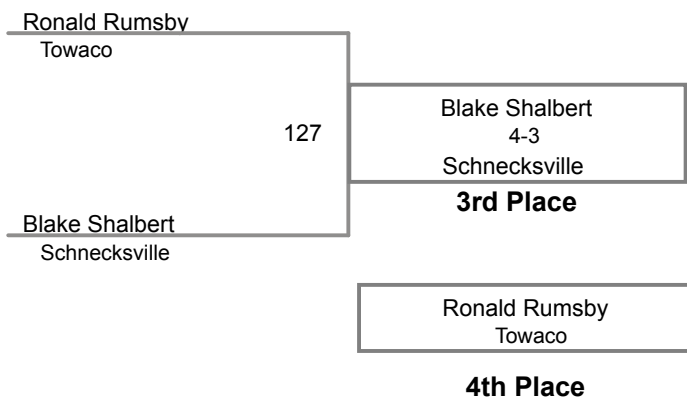 Ronald Rumsby
Towaco
127
Blake Shalbert
4-3
Schnecksville
3rd Place
Blake Shalbert
Schnecksville
Ronald Rumsby
Towaco
4th Place